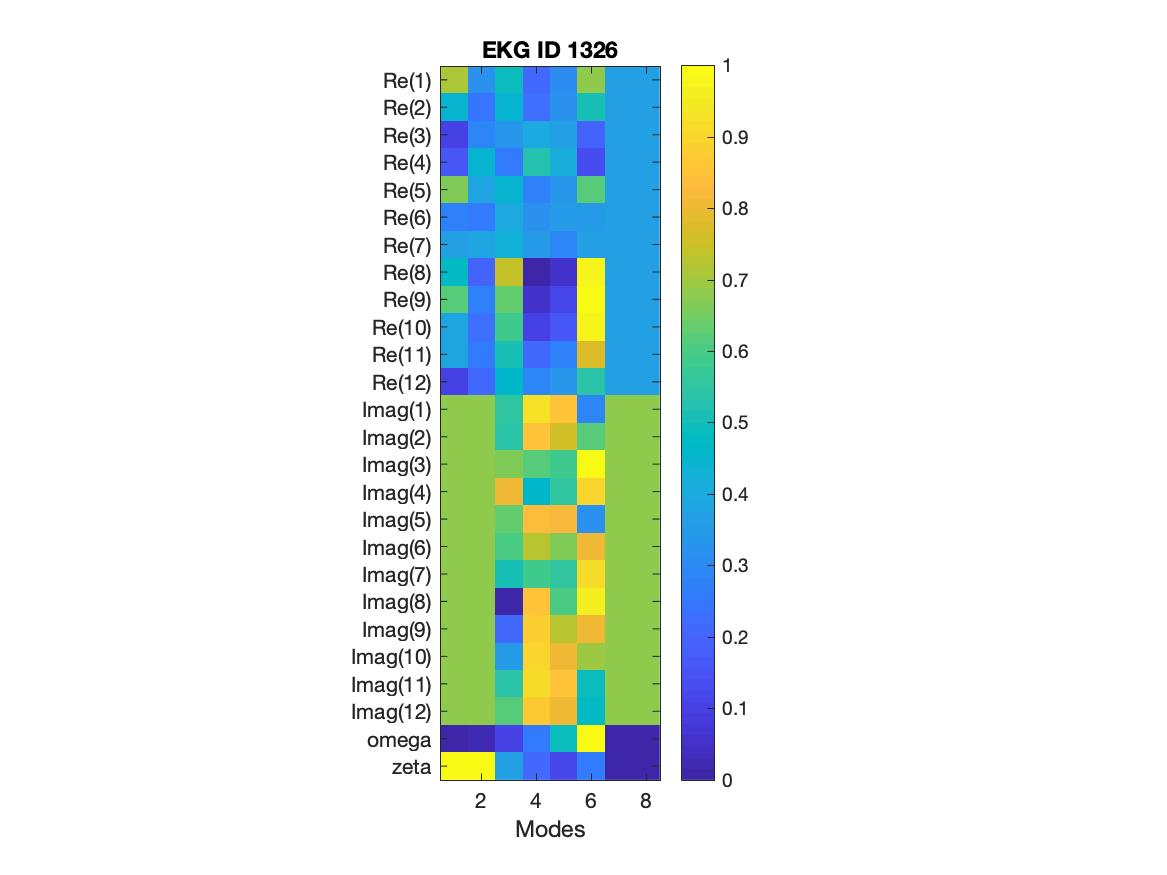 EKG ID 1326
Re(1)
Re(2)
Re(3)
Re(4)
Re(5)
Re(6)
Re(7)
Re(8)
Re(9)
Re(10)
Re(11)
Re(12)
Imag(1)
Imag(2)
Imag(3)
Imag(4)
Imag(5)
Imag(6)
Imag(7)
Imag(8)
Imag(9)
Imag(10)
Imag(11)
Imag(12)
omega
zeta
2 4 6 8
Modes
1
0.9
0.8
0.7
0.6
0.5
0.4
0.3
0.2
0.1
0